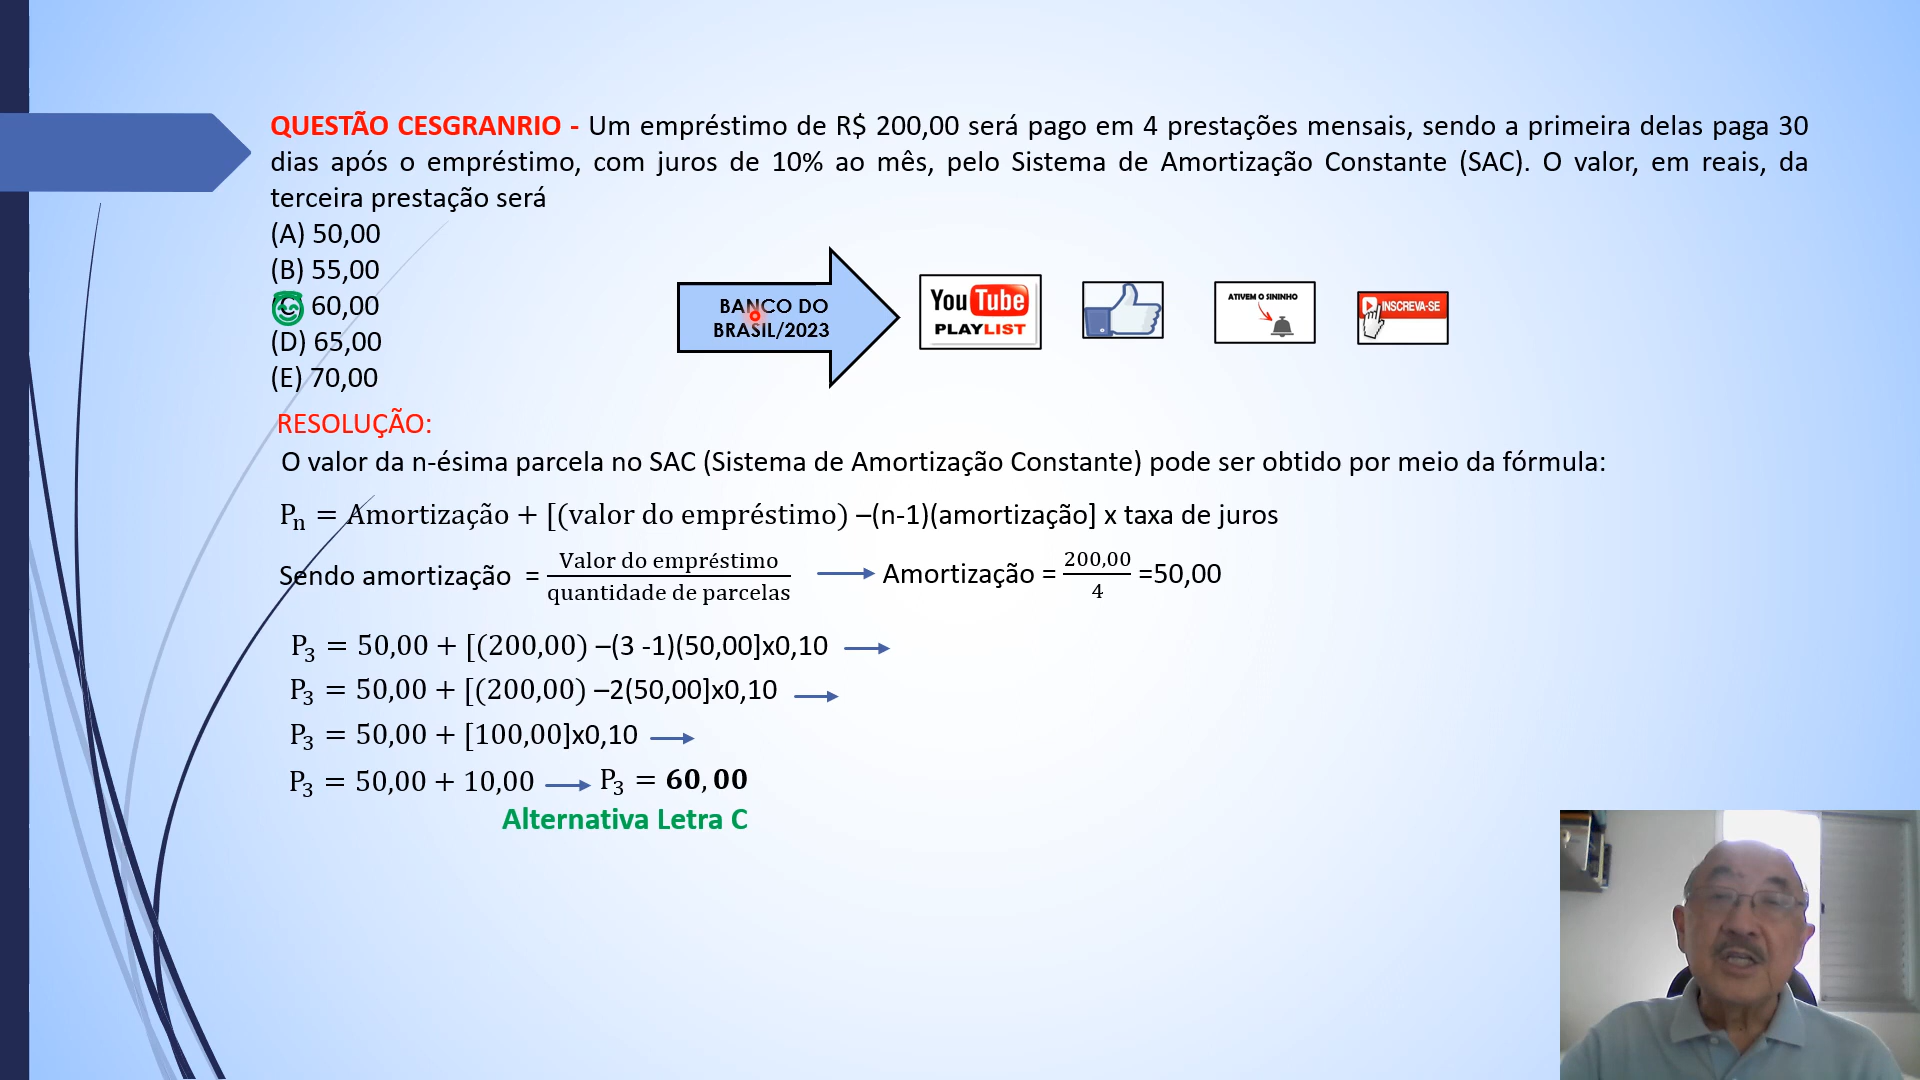 QUESTÃO CESGRANRIO - Um empréstimo de R$ 200,00 será pago em 4 prestações mensais, sendo a primeira delas paga 30
dias após o empréstimo, com juros de 10% ao mês, pelo Sistema de Amortização Constante (SAC). O valor, em reais, da
terceira prestação será
(A) 50,00
(B) 55,00
(C) 60,00
(D) 65,00
(E) 70,00
BANCO DO
BRASIL/2023
YouTube
PLAYLIST
ATIVEM O SININHO
INSCREVA-SE
RESOLUÇÃO:
O valor da n-ésima parcela no SAC (Sistema de Amortização Constante) pode ser obtido por meio da fórmula:
Pₙ = Amortização + [(valor do empréstimo) –(n-1)(amortização] x taxa de juros
Sendo amortização = Valor do empréstimo / quantidade de parcelas → Amortização = 200,00 / 4 =50,00
P₃ = 50,00 + [(200,00) –(3 -1)(50,00]x0,10 →
P₃ = 50,00 + [(200,00) –2(50,00]x0,10 →
P₃ = 50,00 + [100,00]x0,10 →
P₃ = 50,00 + 10,00 → P₃ = 60,00
Alternativa Letra C